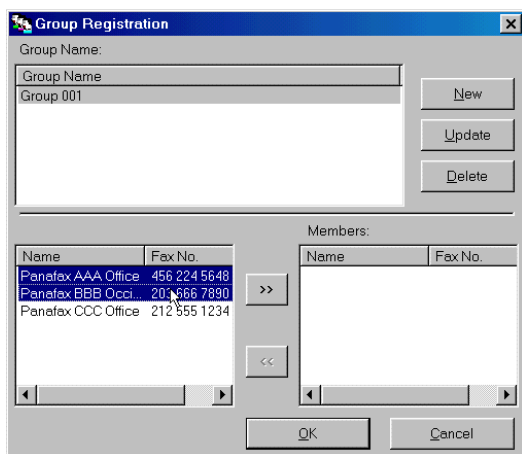 Group Registration
Group Name:
Group Name
Group 001
New
Update
Delete
Members:
Name Fax No.
Panafax AAA Office 456 224 5648
Panafax BBB Occi... 203 666 7890
Panafax CCC Office 212 555 1234
>>
<<
Name Fax No.
OK Cancel